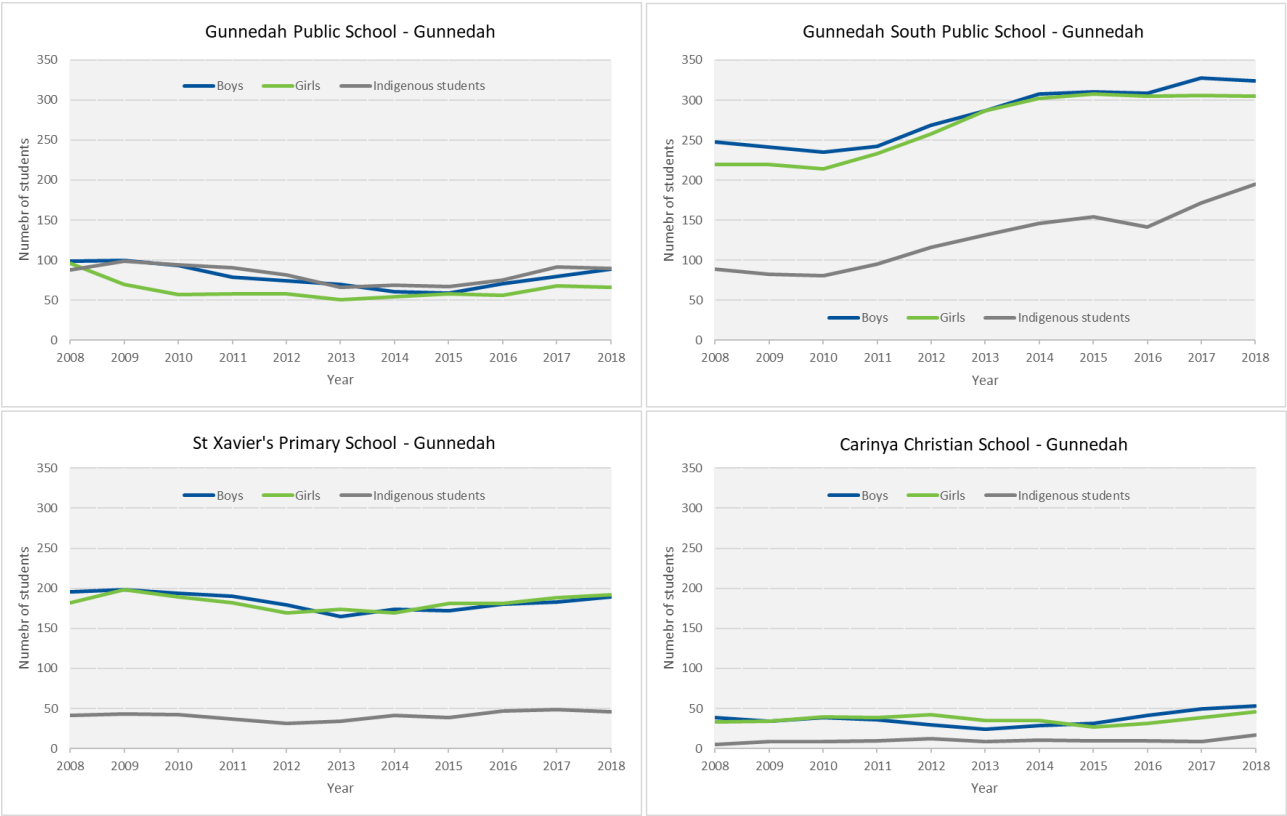 Gunnedah Public School - Gunnedah
Boys Girls Indigenous students
Numebr of students
350
300
250
200
150
100
50
0
2008 2009 2010 2011 2012 2013 2014 2015 2016 2017 2018
Year
Gunnedah South Public School - Gunnedah
Numebr of students
350
300
250
200
150
100
50
0
Boys Girls Indigenous students
2008 2009 2010 2011 2012 2013 2014 2015 2016 2017 2018
Year
St Xavier's Primary School - Gunnedah
Boys Girls Indigenous students
Numebr of students
350
300
250
200
150
100
50
0
2008 2009 2010 2011 2012 2013 2014 2015 2016 2017 2018
Year
Carinya Christian School - Gunnedah
Boys Girls Indigenous students
Numebr of students
350
300
250
200
150
100
50
0
2008 2009 2010 2011 2012 2013 2014 2015 2016 2017 2018
Year